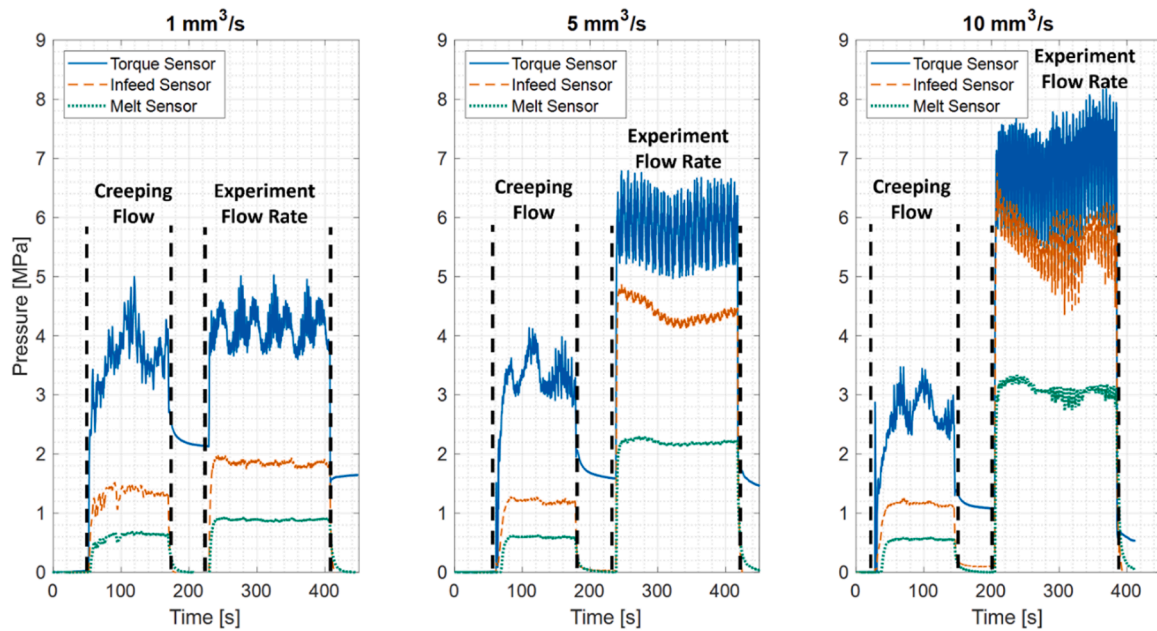 1 mm³/s
9
8
7
6
5
4
3
2
1
0
Pressure [MPa]
Torque Sensor
Infeed Sensor
Melt Sensor
Creeping
Flow
Experiment
Flow Rate
0 100 200 300 400
Time [s]
5 mm³/s
9
8
7
6
5
4
3
2
1
0
Torque Sensor
Infeed Sensor
Melt Sensor
Creeping
Flow
Experiment
Flow Rate
0 100 200 300 400
Time [s]
10 mm³/s
9
8
7
6
5
4
3
2
1
0
Torque Sensor
Infeed Sensor
Melt Sensor
Creeping
Flow
Experiment
Flow Rate
0 100 200 300 400
Time [s]